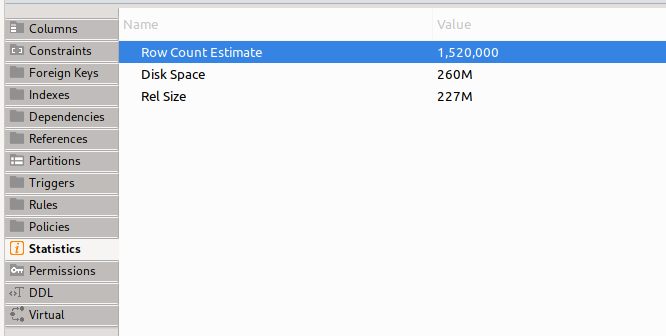 Columns
Constraints
Foreign Keys
Indexes
Dependencies
References
Partitions
Triggers
Rules
Policies
Statistics
Permissions
DDL
Virtual
Name Value
Row Count Estimate 1,520,000
Disk Space 260M
Rel Size 227M